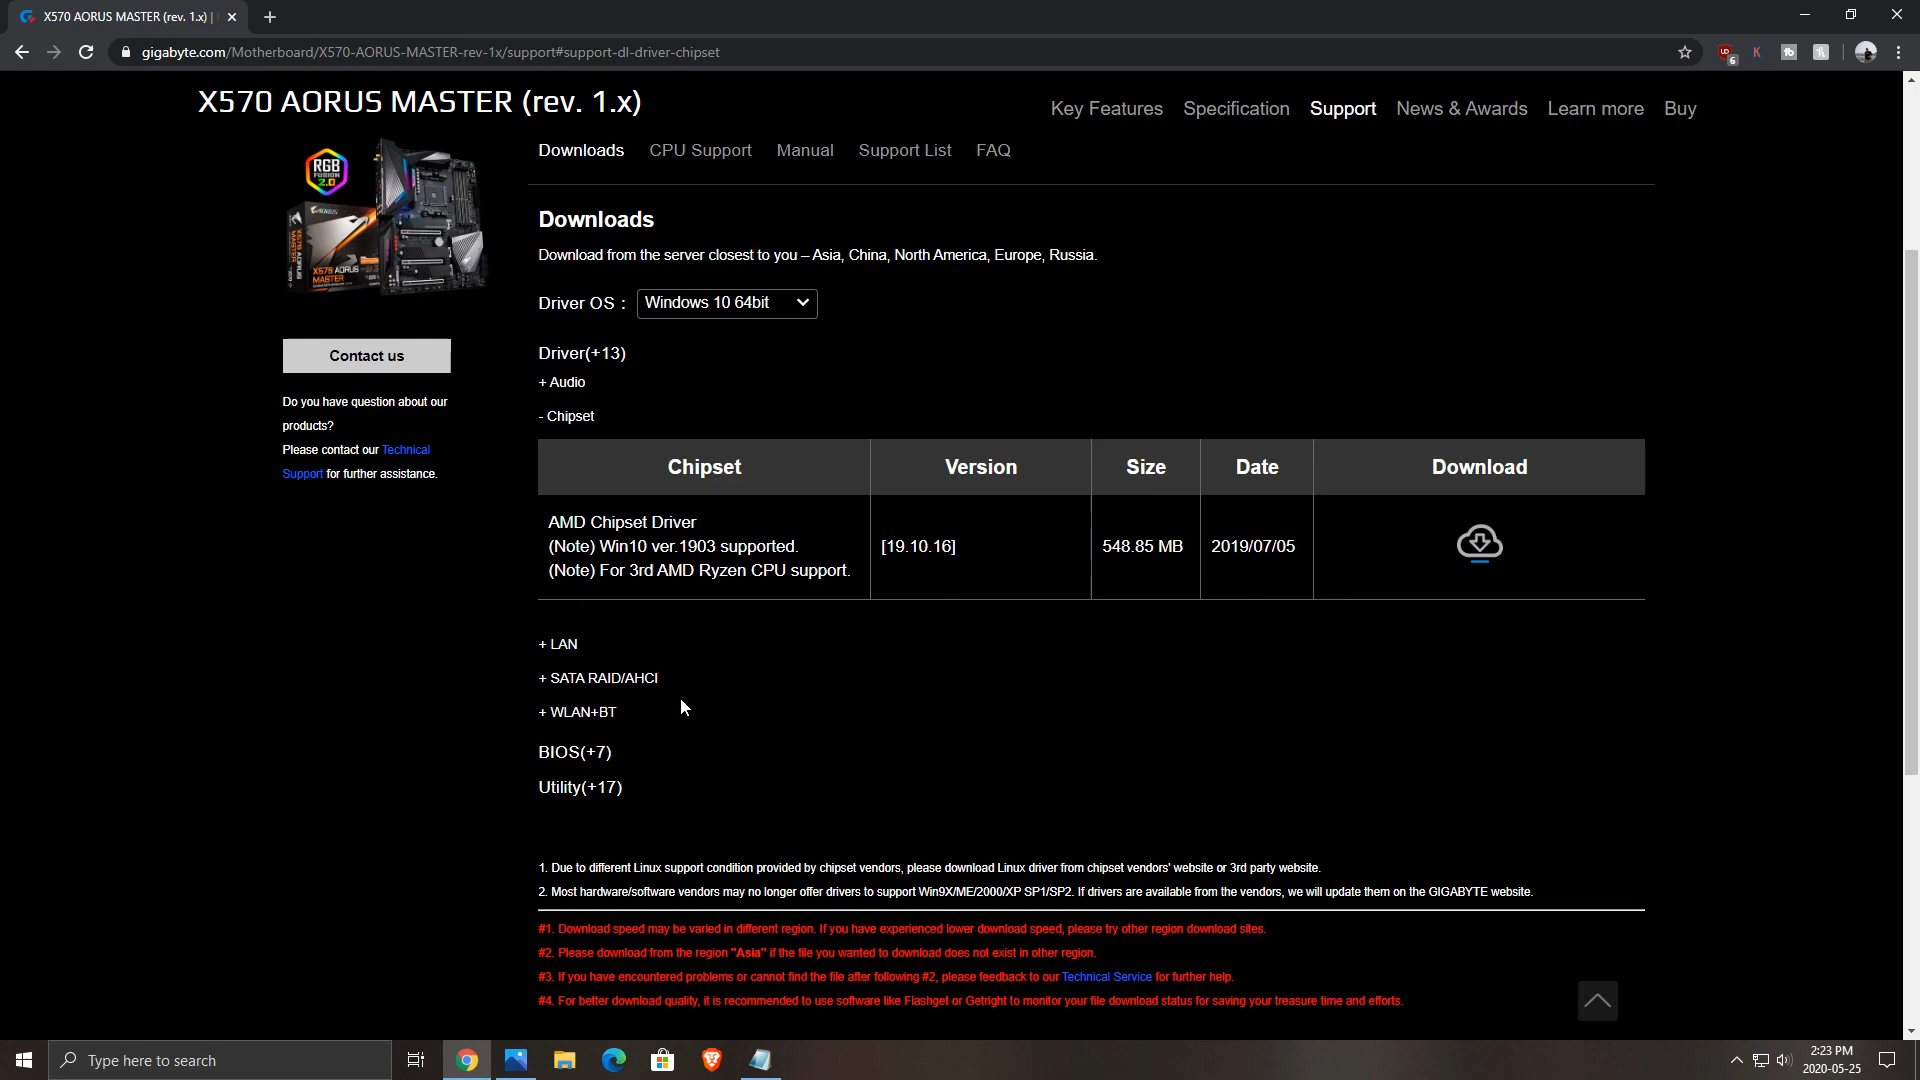 X570 AORUS MASTER (rev. 1.x) |
gigabyte.com/Motherboard/X570-AORUS-MASTER-rev-1x/support#support-dl-driver-chipset
6
X570 AORUS MASTER (rev. 1.x)
Key Features Specification Support News & Awards Learn more Buy
Downloads CPU Support Manual Support List FAQ
RGB
FUSION
2.0
AORUS
X570 AORUS
MASTER
Downloads
Download from the server closest to you – Asia, China, North America, Europe, Russia.
Driver OS : Windows 10 64bit
Contact us
Do you have question about our
products?
Please contact our Technical
Support for further assistance.
Driver(+13)
+ Audio
- Chipset
Chipset Version Size Date Download
AMD Chipset Driver
(Note) Win10 ver.1903 supported.
(Note) For 3rd AMD Ryzen CPU support.
[19.10.16] 548.85 MB 2019/07/05
+ LAN
+ SATA RAID/AHCI
+ WLAN+BT
BIOS(+7)
Utility(+17)
1. Due to different Linux support condition provided by chipset vendors, please download Linux driver from chipset vendors' website or 3rd party website.
2. Most hardware/software vendors may no longer offer drivers to support Win9X/ME/2000/XP SP1/SP2. If drivers are available from the vendors, we will update them on the GIGABYTE website.
#1. Download speed may be varied in different region. If you have experienced lower download speed, please try other region download sites.
#2. Please download from the region "Asia" if the file you wanted to download does not exist in other region.
#3. If you have encountered problems or cannot find the file after following #2, please feedback to our Technical Service for further help.
#4. For better download quality, it is recommended to use software like Flashget or Getright to monitor your file download status for saving your treasure time and efforts.
Type here to search
2:23 PM
2020-05-25